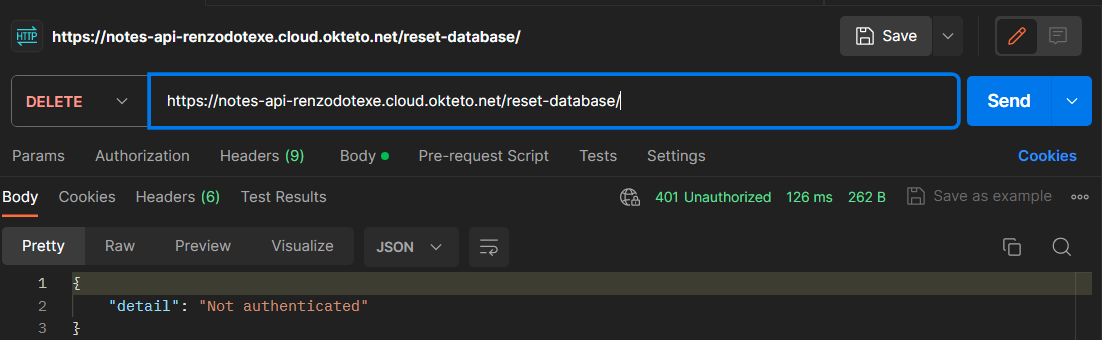 HTTP https://notes-api-renzodotexe.cloud.okteto.net/reset-database/ Save
DELETE https://notes-api-renzodotexe.cloud.okteto.net/reset-database/ Send
Params Authorization Headers (9) Body Pre-request Script Tests Settings Cookies
Body Cookies Headers (6) Test Results 401 Unauthorized 126 ms 262 B Save as example
Pretty Raw Preview Visualize JSON
1 {
2 "detail": "Not authenticated"
3 }